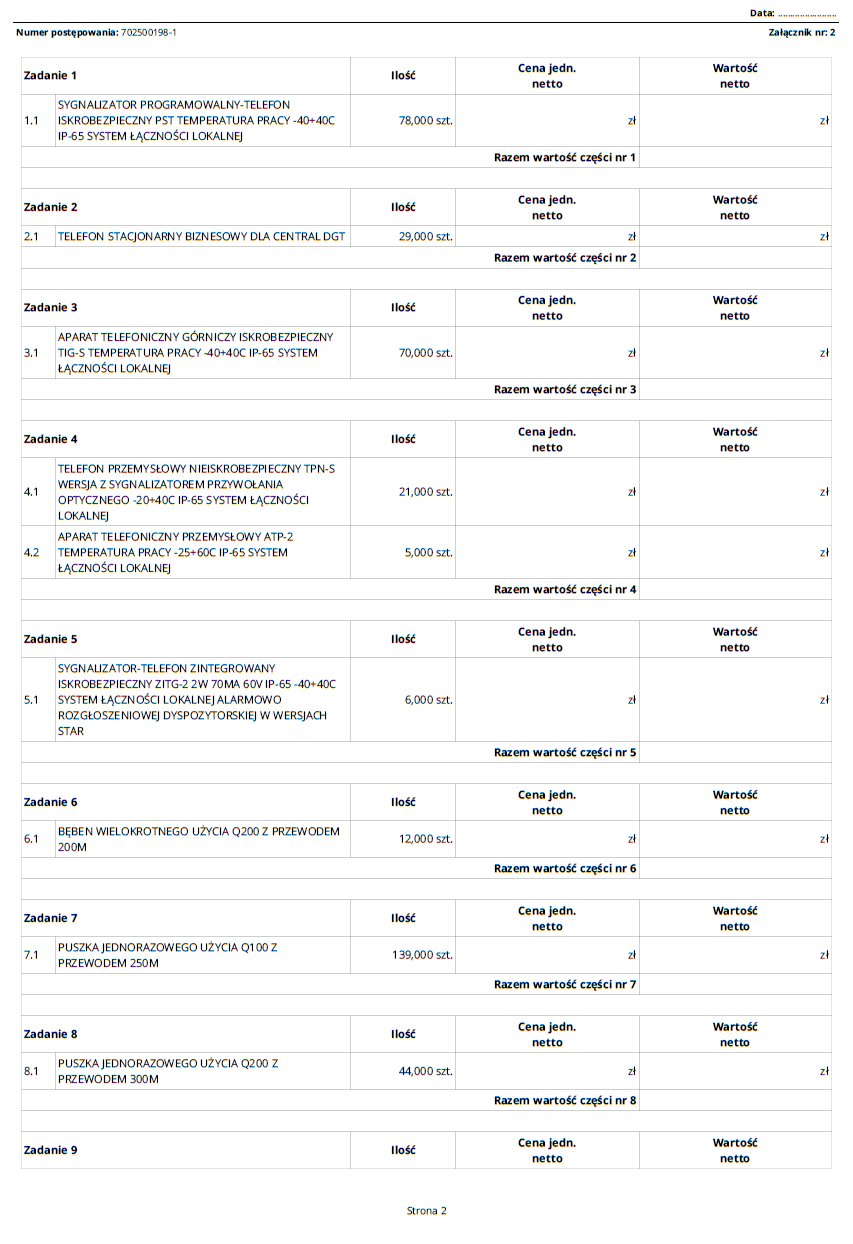 Data: ........................
Numer postępowania: 702500198-1 Załącznik nr: 2
Zadanie 1 Ilość Cena jedn. netto Wartość netto
SYGNALIZATOR PROGRAMOWALNY-TELEFON
1.1 ISKROBEZPIECZNY PST TEMPERATURA PRACY -40+40C 78,000 szt. zł zł
IP-65 SYSTEM ŁĄCZNOŚCI LOKALNEJ
Razem wartość części nr 1
Zadanie 2 Ilość Cena jedn. netto Wartość netto
2.1 TELEFON STACJONARNY BIZNESOWY DLA CENTRAL DGT 29,000 szt. zł zł
Razem wartość części nr 2
Zadanie 3 Ilość Cena jedn. netto Wartość netto
APARAT TELEFONICZNY GÓRNICZY ISKROBEZPIECZNY
3.1 TIG-S TEMPERATURA PRACY -40+40C IP-65 SYSTEM 70,000 szt. zł zł
ŁĄCZNOŚCI LOKALNEJ
Razem wartość części nr 3
Zadanie 4 Ilość Cena jedn. netto Wartość netto
TELEFON PRZEMYSŁOWY NIEISKROBEZPIECZNY TPN-S
4.1 WERSJA Z SYGNALIZATOREM PRZYWOŁANIA 21,000 szt. zł zł
OPTYCZNEGO -20+40C IP-65 SYSTEM ŁĄCZNOŚCI
LOKALNEJ
APARAT TELEFONICZNY PRZEMYSŁOWY ATP-2
4.2 TEMPERATURA PRACY -25+60C IP-65 SYSTEM 5,000 szt. zł zł
ŁĄCZNOŚCI LOKALNEJ
Razem wartość części nr 4
Zadanie 5 Ilość Cena jedn. netto Wartość netto
SYGNALIZATOR-TELEFON ZINTEGROWANY
ISKROBEZPIECZNY ZITG-2 2W 70MA 60V IP-65 -40+40C
5.1 SYSTEM ŁĄCZNOŚCI LOKALNEJ ALARMOWO 6,000 szt. zł zł
ROZGŁOSZENIOWEJ DYSPOZYTORSKIEJ W WERSJACH
STAR
Razem wartość części nr 5
Zadanie 6 Ilość Cena jedn. netto Wartość netto
6.1 BĘBEN WIELOKROTNEGO UŻYCIA Q200 Z PRZEWODEM 12,000 szt. zł zł
200M
Razem wartość części nr 6
Zadanie 7 Ilość Cena jedn. netto Wartość netto
7.1 PUSZKA JEDNORAZOWEGO UŻYCIA Q100 Z 139,000 szt. zł zł
PRZEWODEM 250M
Razem wartość części nr 7
Zadanie 8 Ilość Cena jedn. netto Wartość netto
8.1 PUSZKA JEDNORAZOWEGO UŻYCIA Q200 Z 44,000 szt. zł zł
PRZEWODEM 300M
Razem wartość części nr 8
Zadanie 9 Ilość Cena jedn. netto Wartość netto
Strona 2